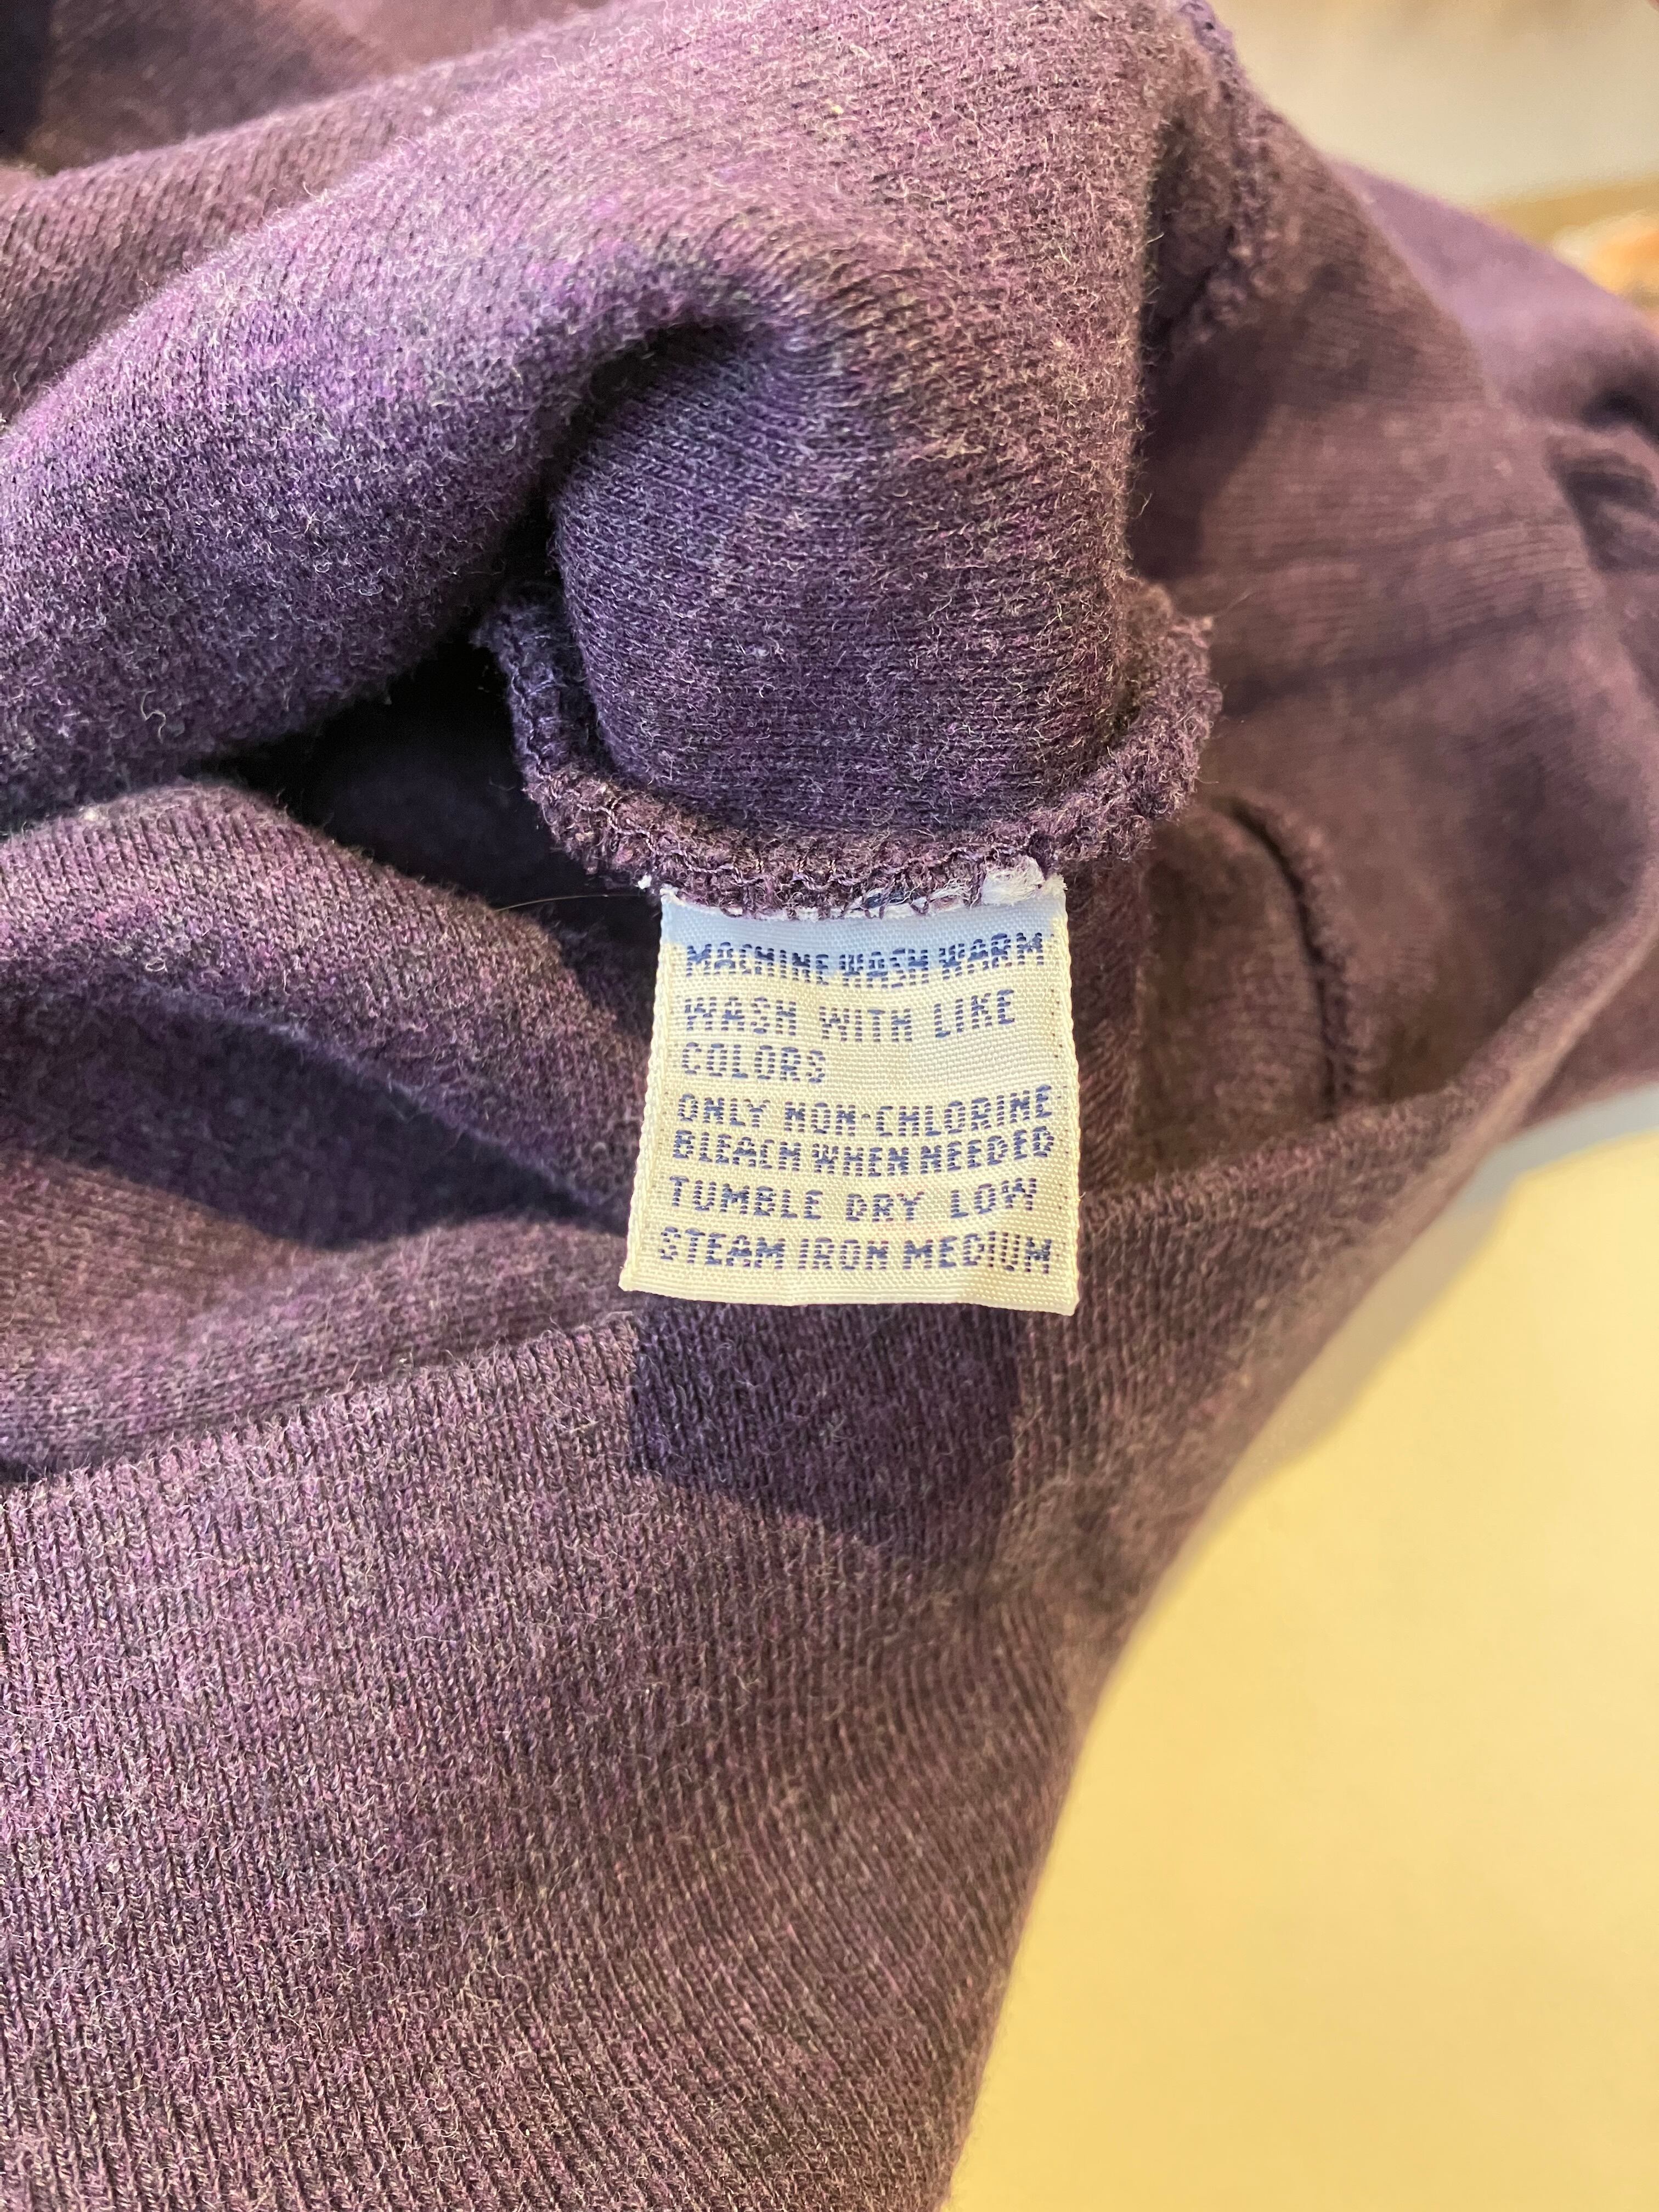 MACHINE WASH WARM
WASH WITH LIKE
COLORS
ONLY NON-CHLORINE
BLEACH WHEN NEEDED
TUMBLE DRY LOW
STEAM IRON MEDIUM